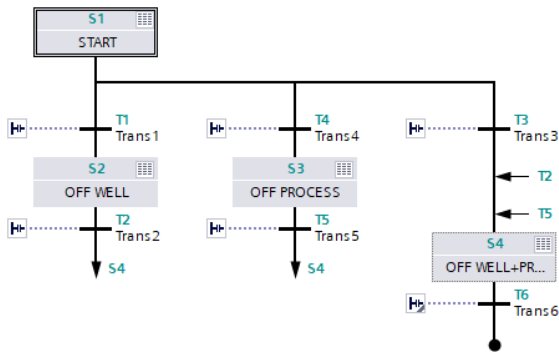 S1
START
T1
Trans1
T4
Trans4
T3
Trans3
S2
OFF WELL
S3
OFF PROCESS
T2
T5
T2
Trans2
T5
Trans5
S4
OFF WELL+PR...
S4
S4
T6
Trans6